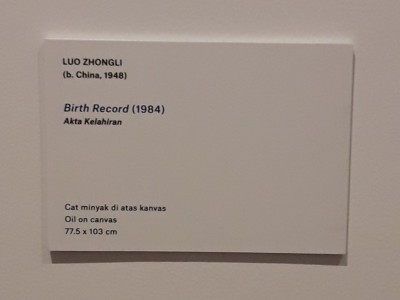 LUO ZHONGLI
(b. China, 1948)
Birth Record (1984)
Akta Kelahiran
Cat minyak di atas kanvas
Oil on canvas
77.5 x 103 cm